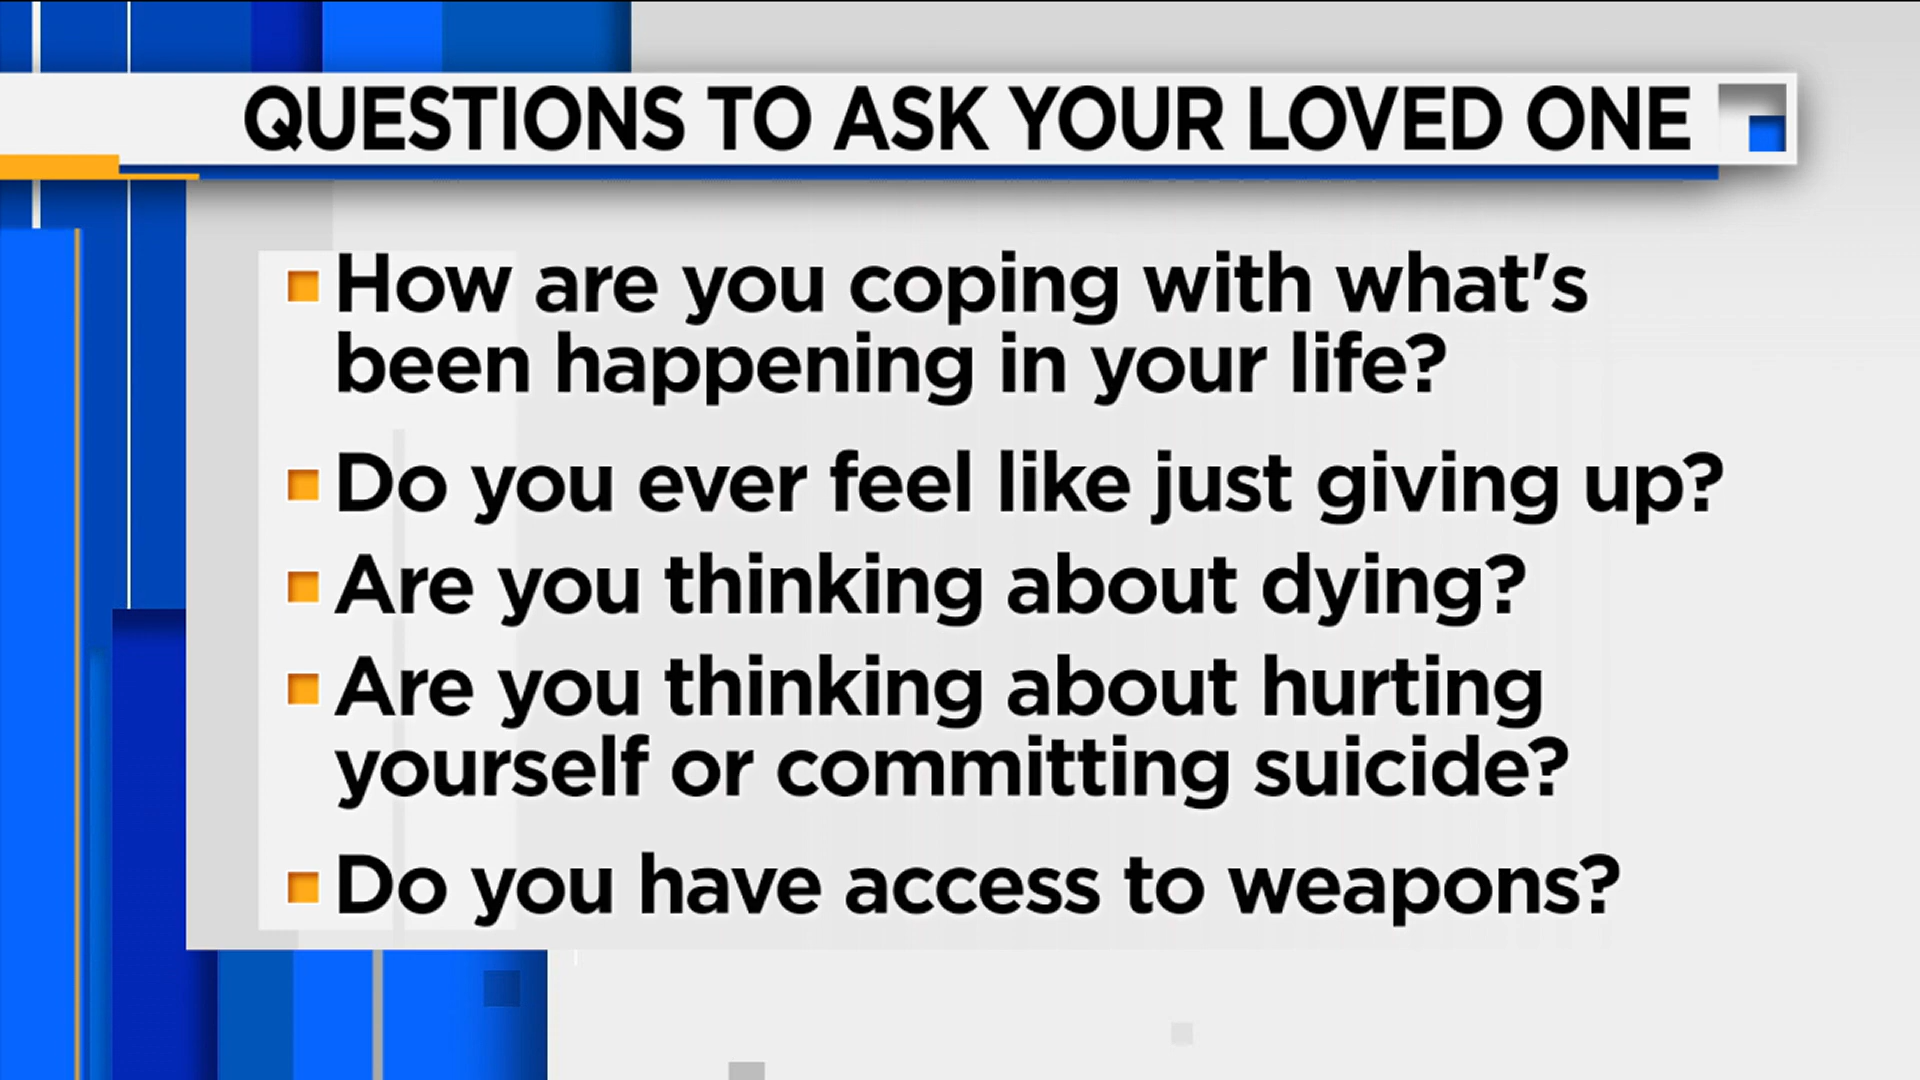 QUESTIONS TO ASK YOUR LOVED ONE
How are you coping with what's
been happening in your life?
Do you ever feel like just giving up?
Are you thinking about dying?
Are you thinking about hurting
yourself or committing suicide?
Do you have access to weapons?